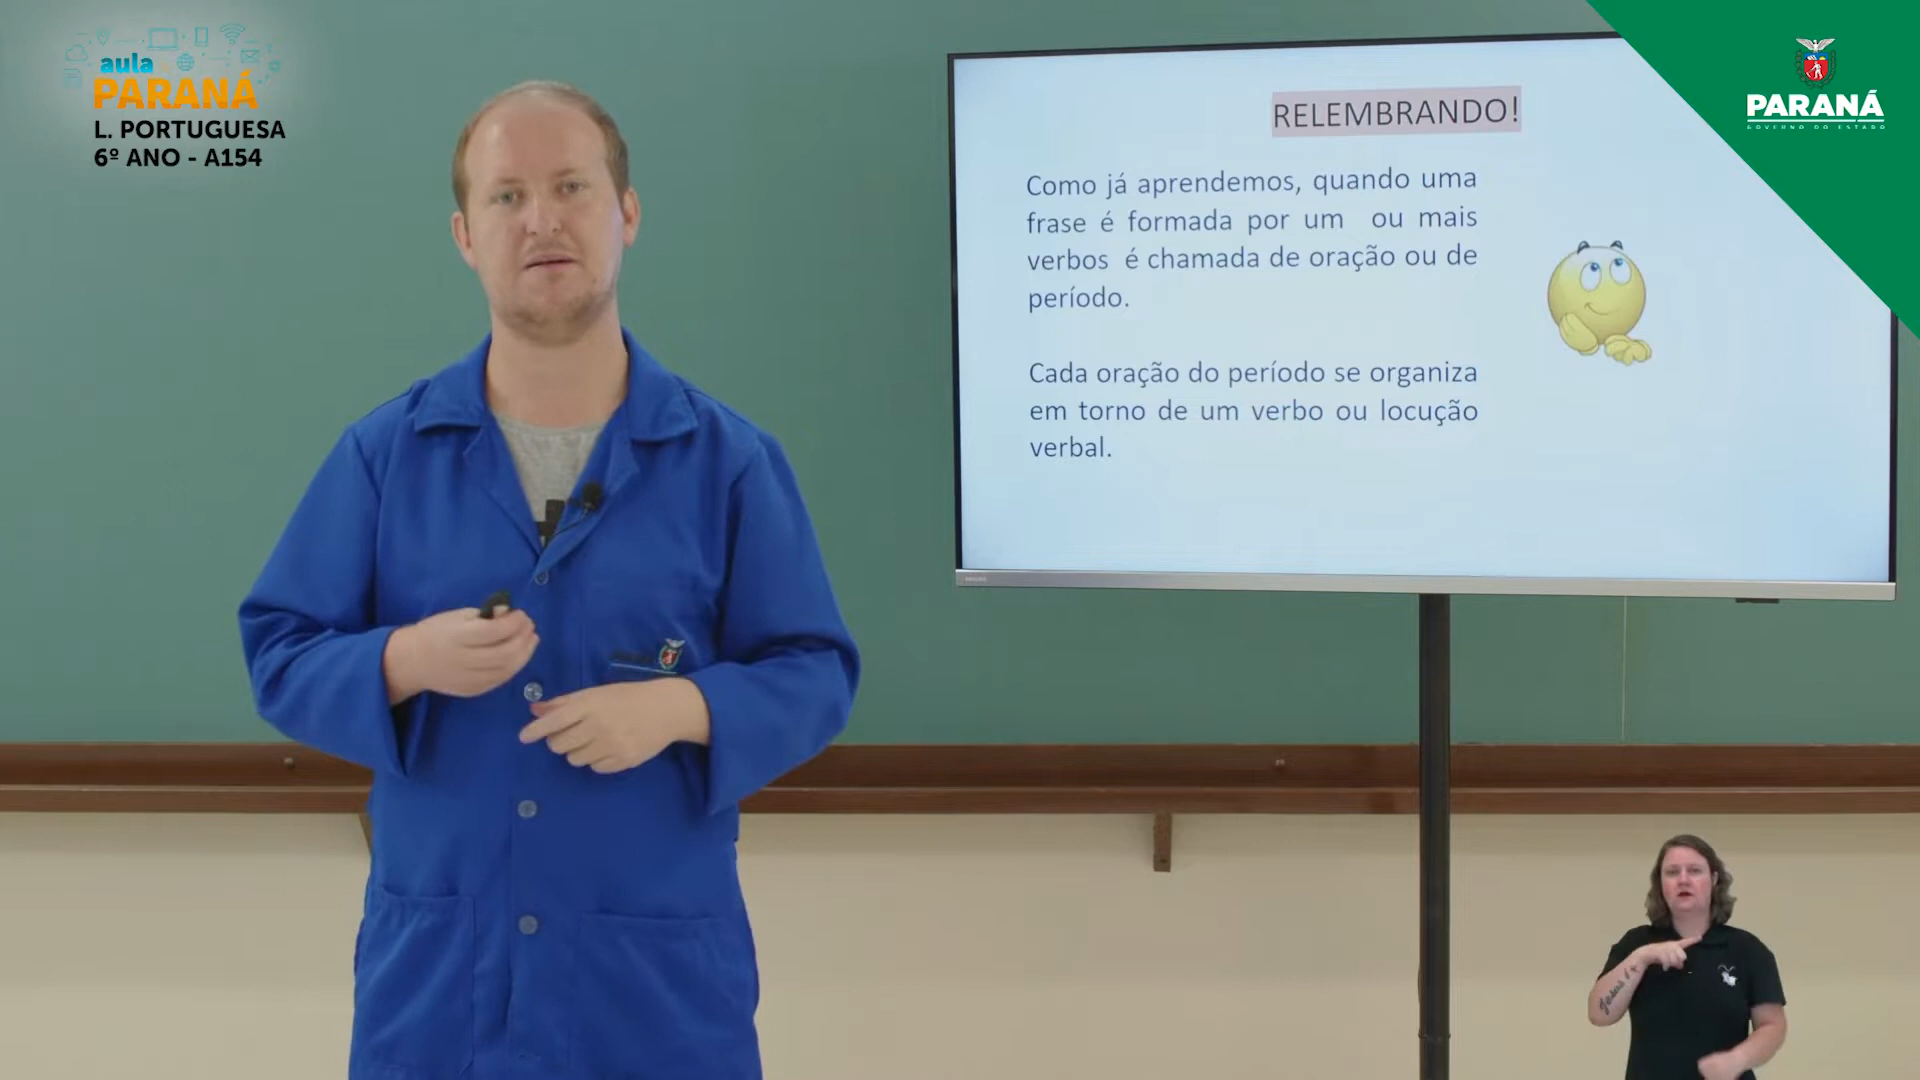 aula
PARANÁ
L. PORTUGUESA
6º ANO - A154
RELEMBRANDO!
Como já aprendemos, quando uma
frase é formada por um ou mais
verbos é chamada de oração ou de
período.
Cada oração do período se organiza
em torno de um verbo ou locução
verbal.
PARANÁ
GOVERNO DO ESTADO